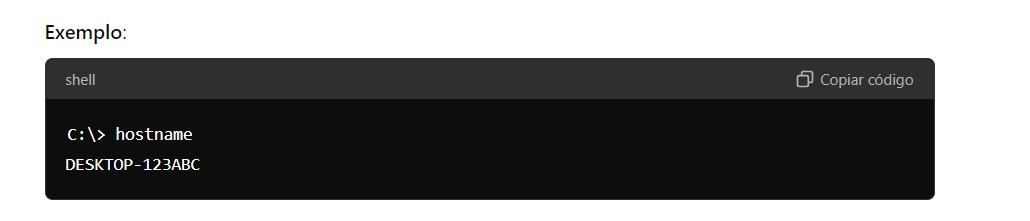 Exemplo:
shell
Copiar código
C:\> hostname
DESKTOP-123ABC